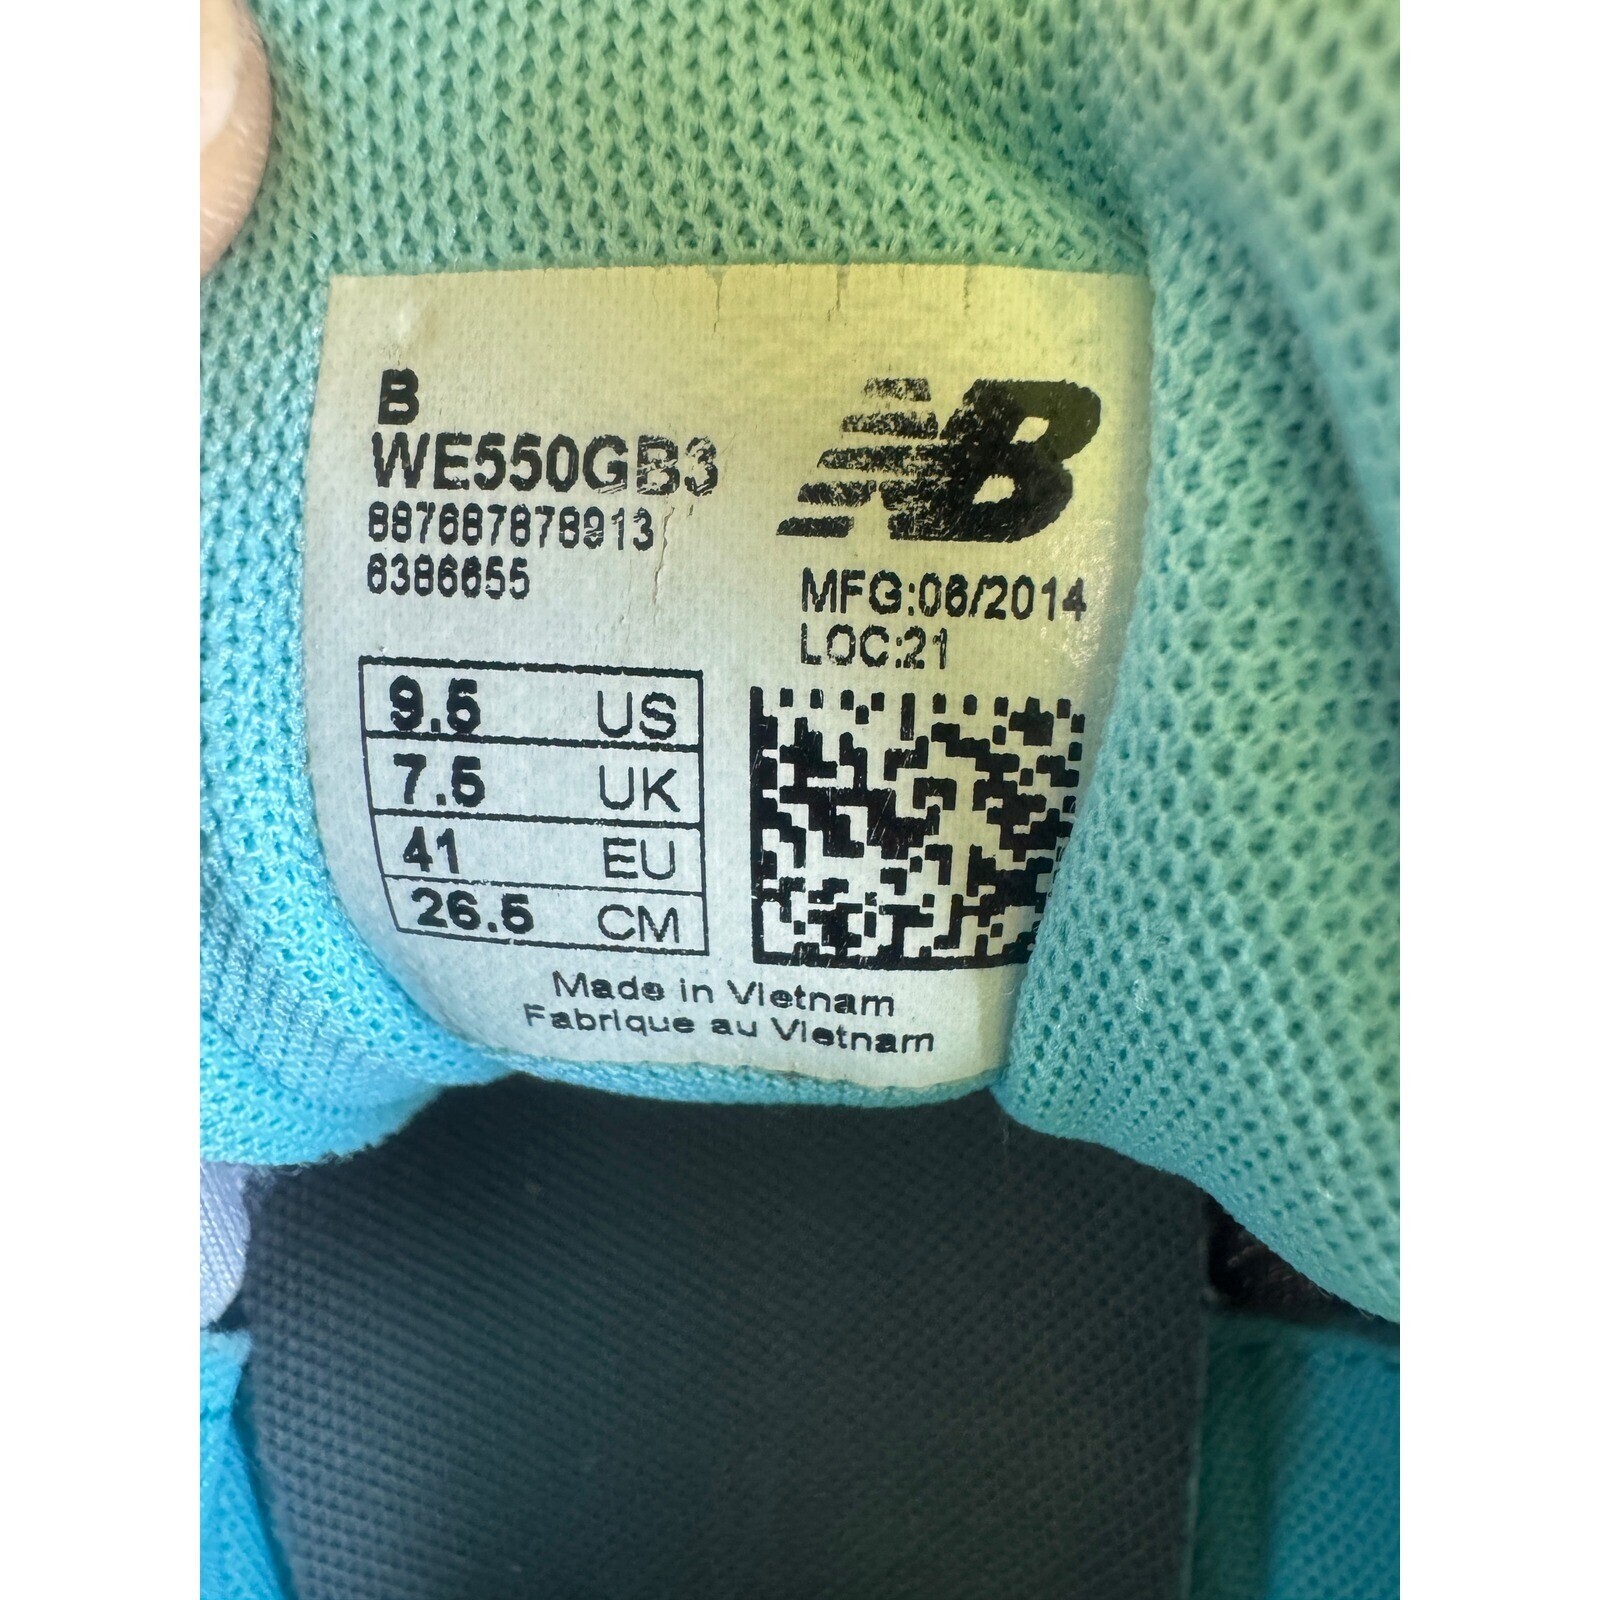 B
WE550GB3
NB
887687878913
6386655
MFG:06/2014
LOC:21
9.5 US
7.5 UK
41 EU
26.5 CM
Made in Vietnam
Fabrique au Vietnam